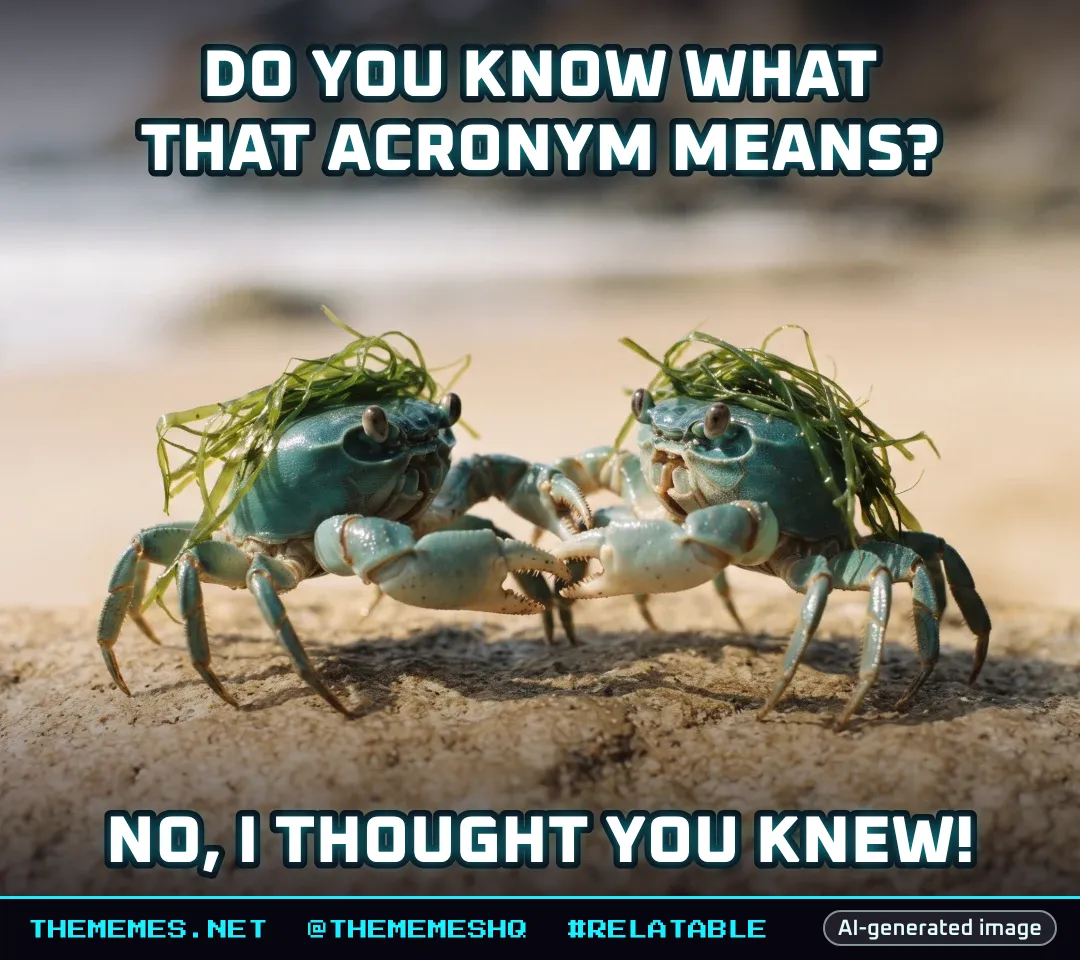 DO YOU KNOW WHAT
THAT ACRONYM MEANS?
NO, I THOUGHT YOU KNEW!
THEMEMES.NET @THEMEMESHQ #RELATABLE AI-generated image